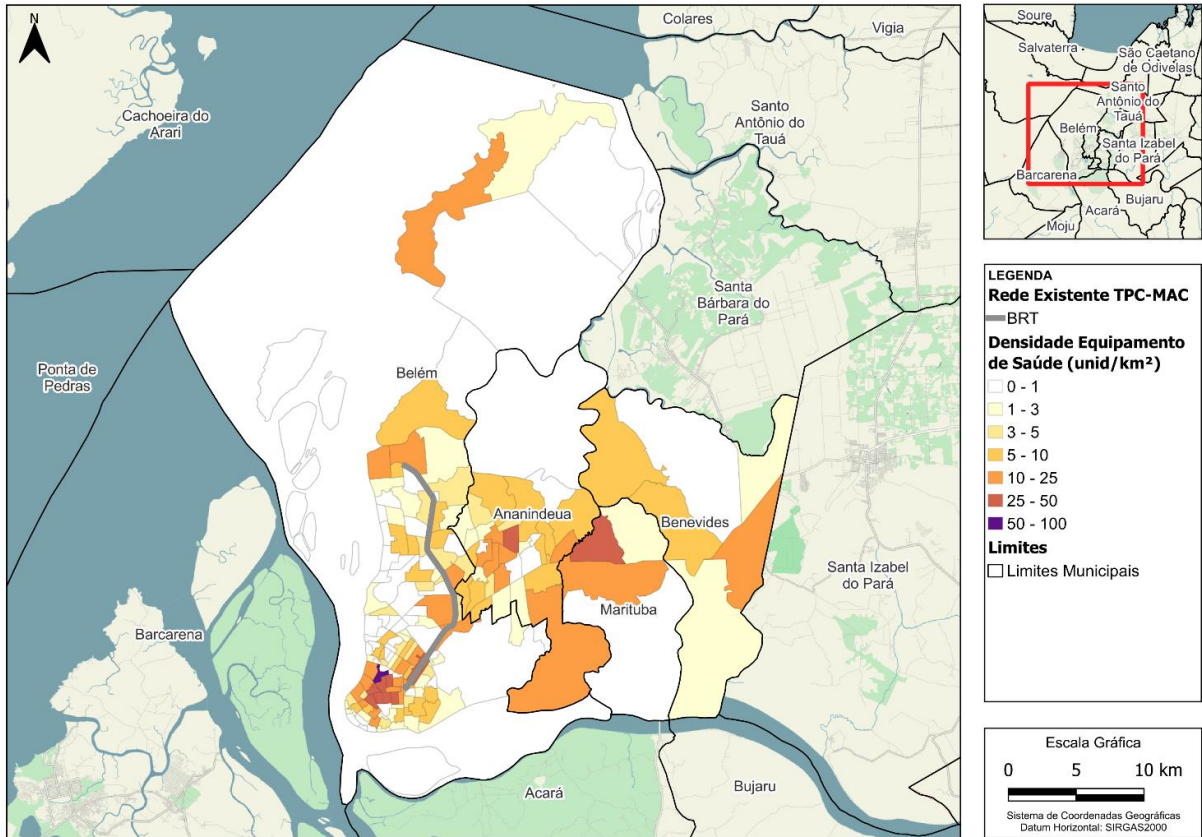 N
Colares
Vigia
Cachoeira do
Arari
Santo
Antônio do
Tauá
Santa
Bárbara do
Pará
Ponta de
Pedras
Belém
Ananindeua
Benevides
Santa Izabel
do Pará
Marituba
Barcarena
Acará
Bujaru
Soure
Salvaterra
São Caetano
de Odivelas
Santo
Antônio do
Tauá
Belém
Santa Izabel
do Pará
Barcarena
Bujaru
Acará
Moju
LEGENDA
Rede Existente TPC-MAC
BRT
Densidade Equipamento
de Saúde (unid/km²)
0 - 1
1 - 3
3 - 5
5 - 10
10 - 25
25 - 50
50 - 100
Limites
Limites Municipais
Escala Gráfica
0 5 10 km
Sistema de Coordenadas Geográficas
Datum Horizontal: SIRGAS2000